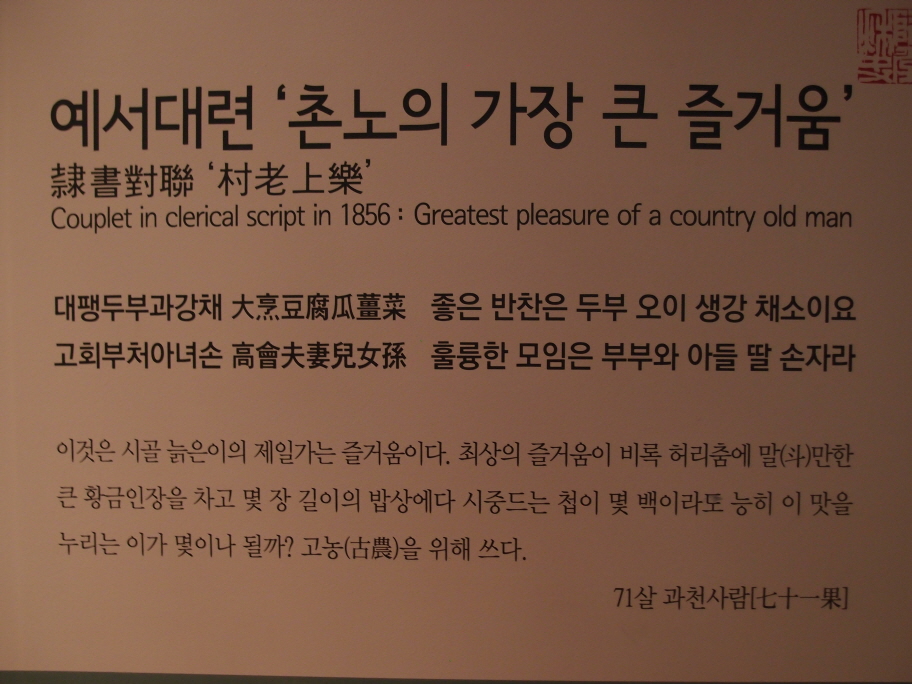 예서대련 ‘촌노의 가장 큰 즐거움’
隸書對聯 ‘村老上樂’
Couplet in clerical script in 1856 : Greatest pleasure of a country old man
대팽두부과강채 大烹豆腐瓜薑菜 좋은 반찬은 두부 오이 생강 채소이요
고회부처아녀손 高會夫妻兒女孫 훌륭한 모임은 부부와 아들 딸 손자라
이것은 시골 늙은이의 제일가는 즐거움이다. 최상의 즐거움이 비록 허리춤에 말(斗)만한
큰 황금인장을 차고 몇 장 길이의 밥상에다 시중드는 첩이 몇 백이라토 능히 이 맛을
누리는 이가 몇이나 될까? 고농(古農)을 위해 쓰다.
71살 과천사람[七十一果]